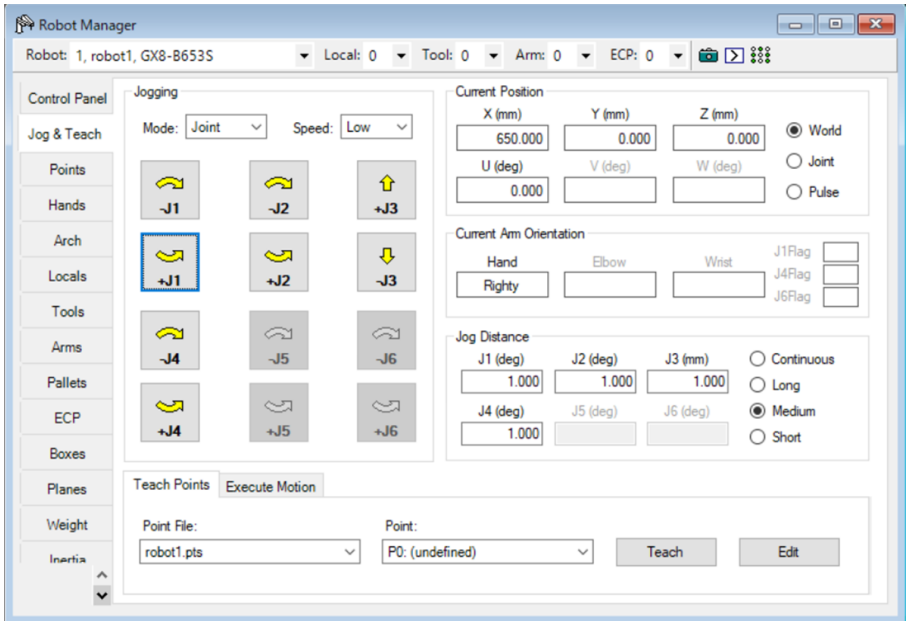 Robot Manager
Robot: 1, robot1, GX8-B653S Local: 0 Tool: 0 Arm: 0 ECP: 0
Control Panel
Jog & Teach
Points
Hands
Arch
Locals
Tools
Arms
Pallets
ECP
Boxes
Planes
Weight
Inertia
Jogging
Mode: Joint Speed: Low
-J1 -J2 +J3
+J1 +J2 -J3
-J4 -J5 -J6
+J4 +J5 +J6
Current Position
X (mm) Y (mm) Z (mm)
650.000 0.000 0.000
U (deg) V (deg) W (deg)
0.000
World
Joint
Pulse
Current Arm Orientation
Hand Elbow Wrist
Righty
J1Flag
J4Flag
J6Flag
Jog Distance
J1 (deg) J2 (deg) J3 (mm)
1.000 1.000 1.000
J4 (deg) J5 (deg) J6 (deg)
1.000
Continuous
Long
Medium
Short
Teach Points Execute Motion
Point File: Point:
robot1.pts P0: (undefined) Teach Edit